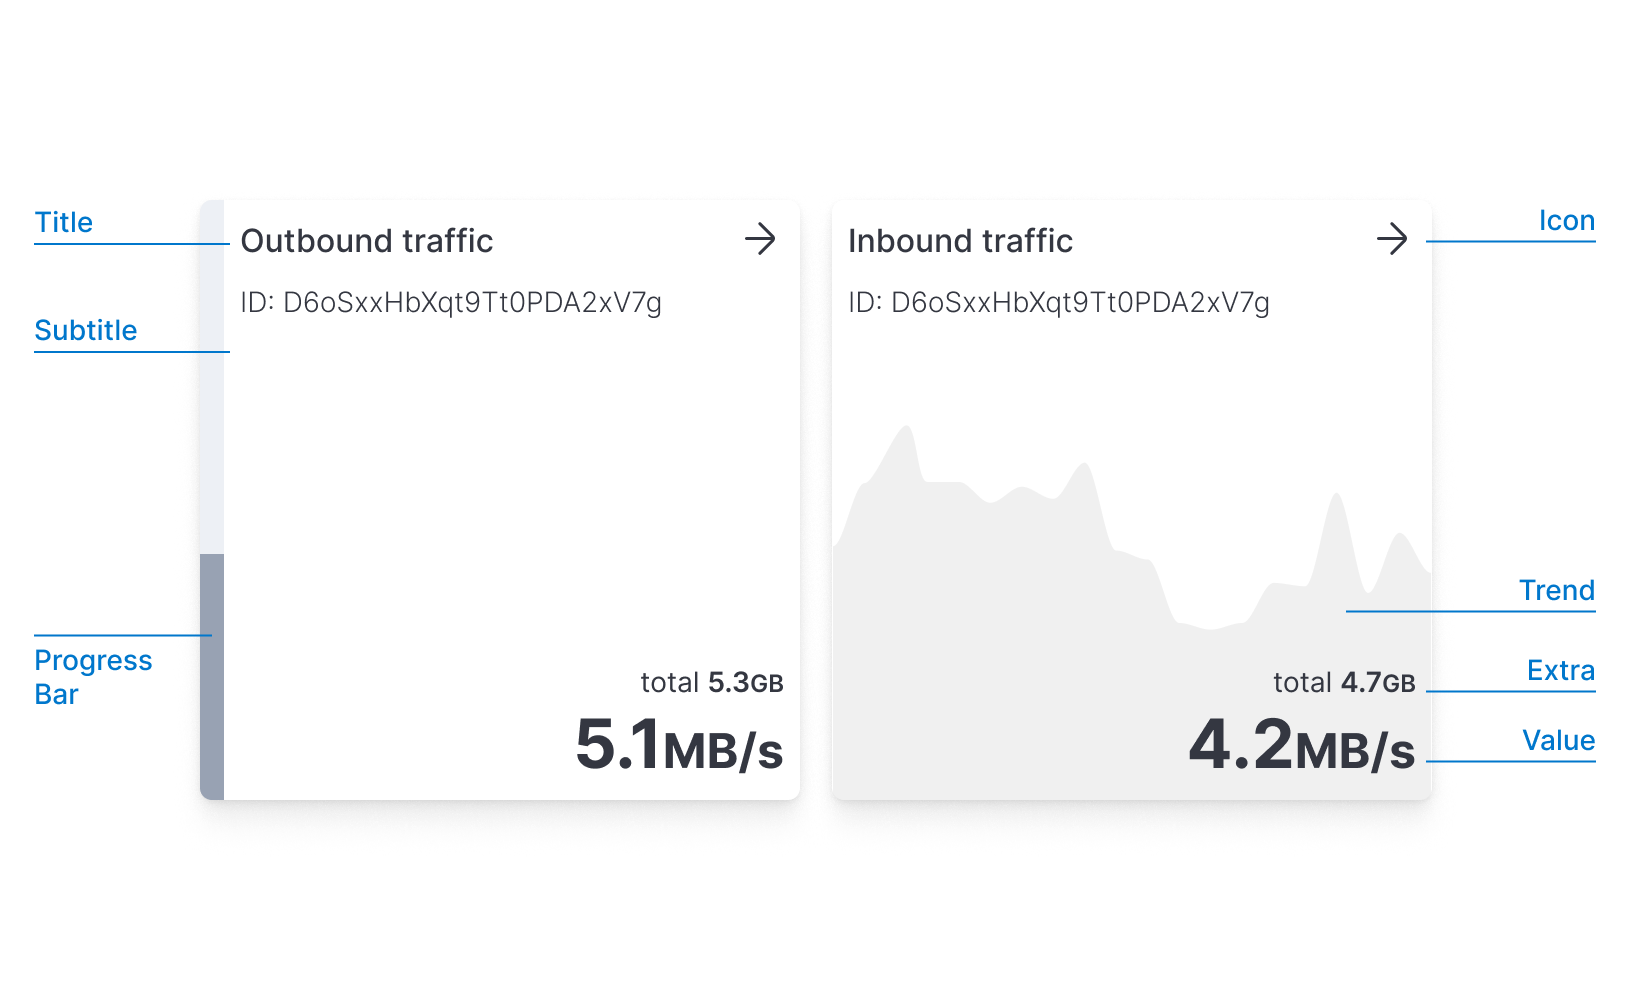 Title
Subtitle
Progress
Bar
Outbound traffic
ID: D6oSxxHbXqt9Tt0PDA2xV7g
total 5.3GB
5.1MB/s
Inbound traffic
ID: D6oSxxHbXqt9Tt0PDA2xV7g
total 4.7GB
4.2MB/s
Icon
Trend
Extra
Value